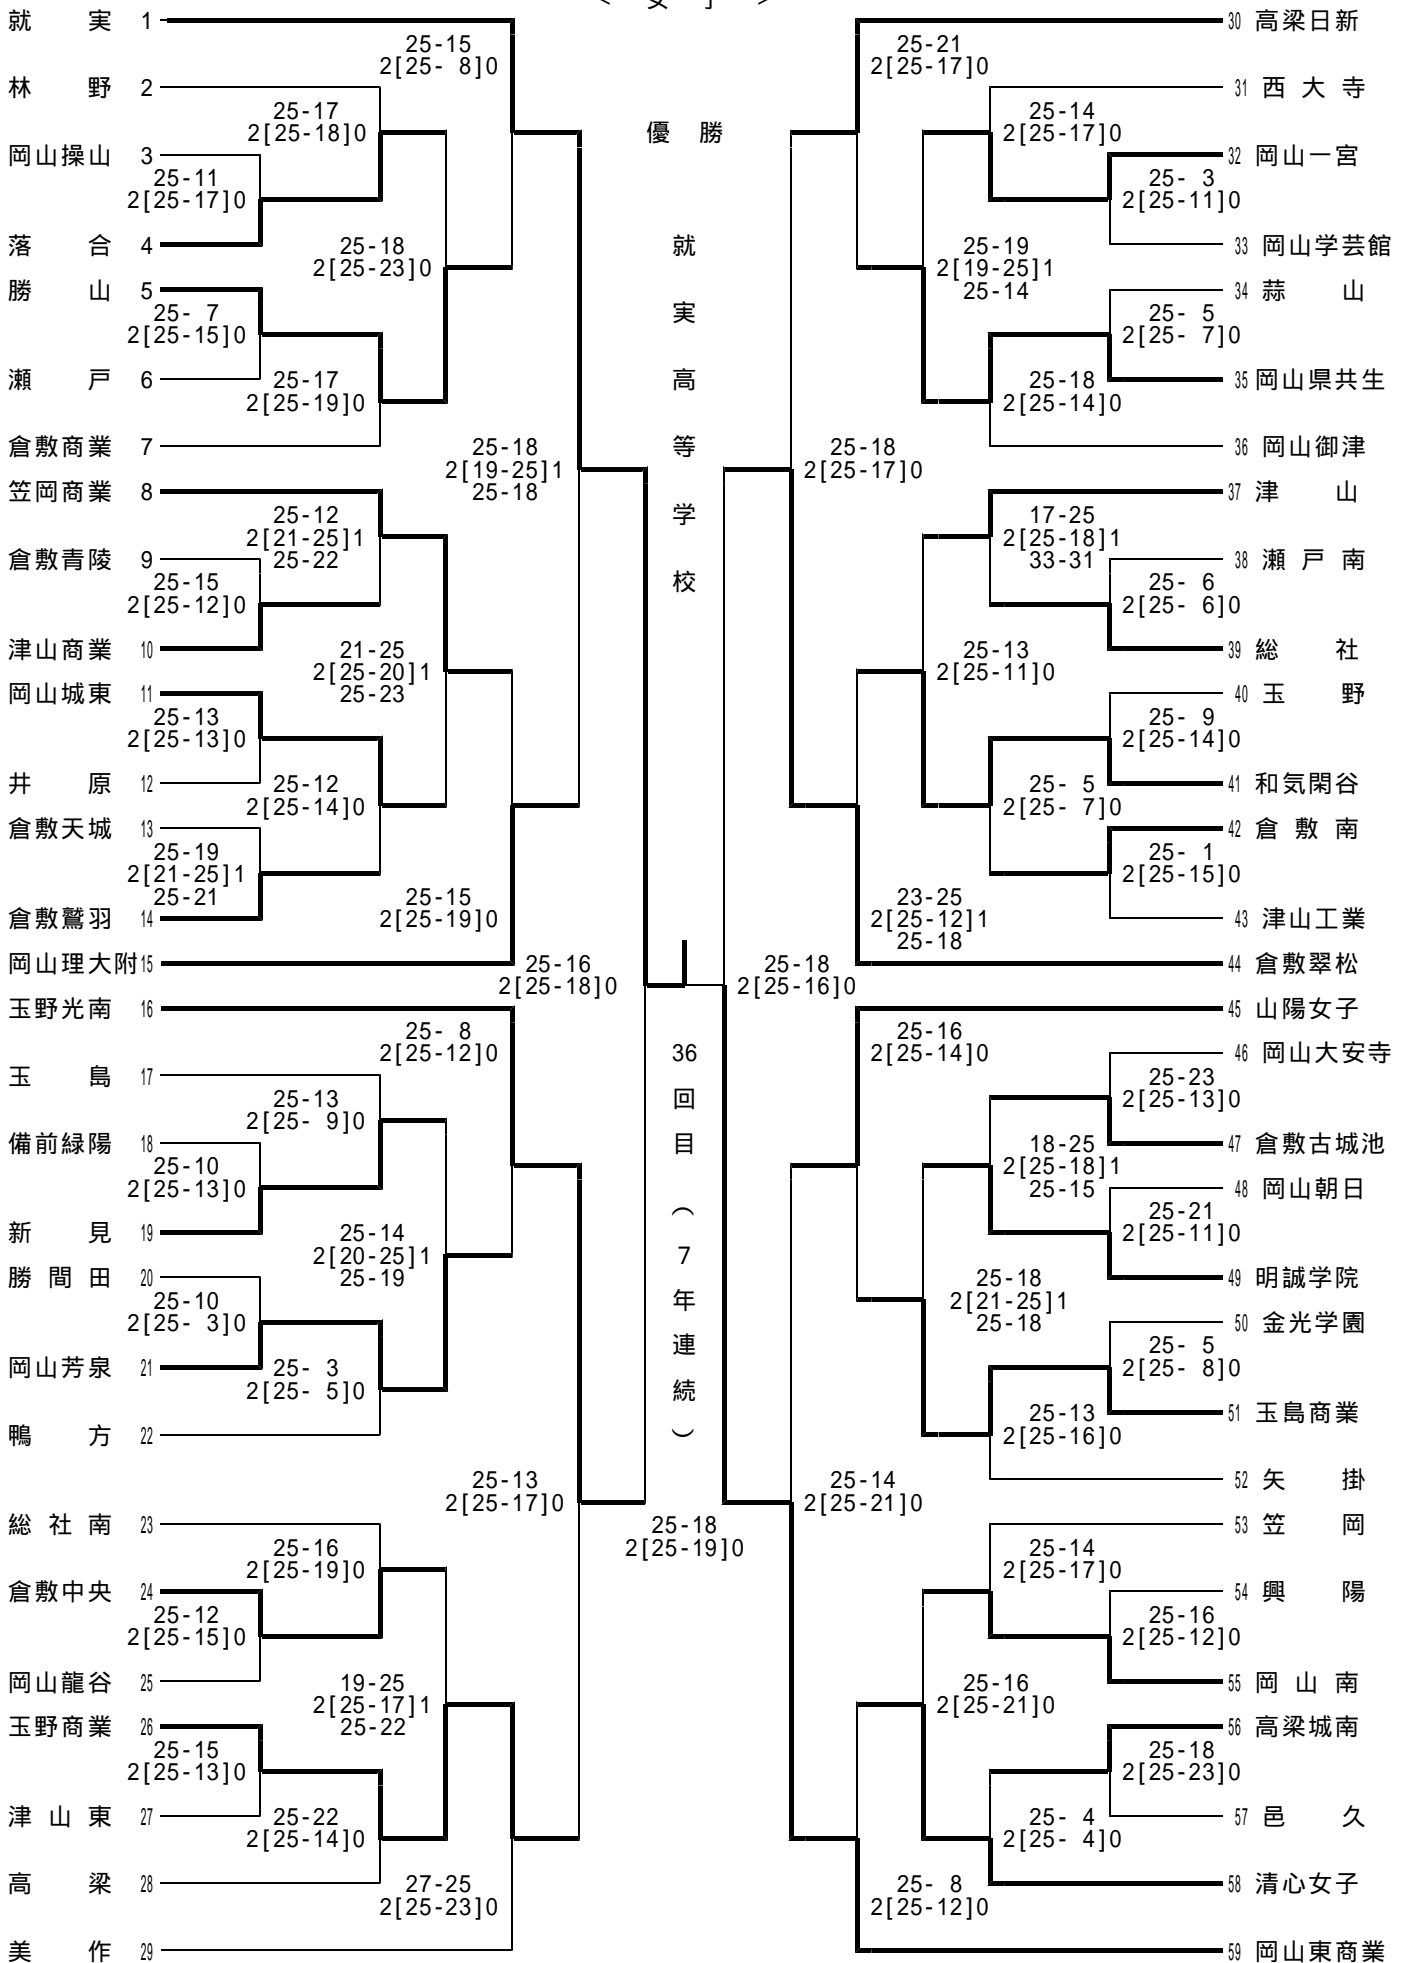 < 女 子 >
就実 1
25-15
2[25- 8]0
林野 2
25-17
2[25-18]0
岡山操山 3
25-11
2[25-17]0
落合 4
25-18
2[25-23]0
勝山 5
25- 7
2[25-15]0
瀬戸 6
25-17
2[25-19]0
倉敷商業 7
25-18
2[19-25]1
25-18
笠岡商業 8
25-12
2[21-25]1
25-22
倉敷青陵 9
25-15
2[25-12]0
津山商業 10
21-25
2[25-20]1
25-23
岡山城東 11
25-13
2[25-13]0
井原 12
25-12
2[25-14]0
倉敷天城 13
25-19
2[21-25]1
25-21
倉敷鷲羽 14
25-15
2[25-19]0
岡山理大附 15
25-16
2[25-18]0
玉野光南 16
25- 8
2[25-12]0
玉島 17
25-13
2[25- 9]0
備前緑陽 18
25-10
2[25-13]0
新見 19
25-14
2[20-25]1
25-19
勝間田 20
25-10
2[25- 3]0
岡山芳泉 21
25- 3
2[25- 5]0
鴨方 22
25-13
2[25-17]0
総社南 23
25-16
2[25-19]0
倉敷中央 24
25-12
2[25-15]0
岡山龍谷 25
19-25
2[25-17]1
25-22
玉野商業 26
25-15
2[25-13]0
津山東 27
25-22
2[25-14]0
高梁 28
27-25
2[25-23]0
美作 29
優勝
就実高等学校
36回目（7年連続）
25-18
2[25-19]0
30 高梁日新
25-21
2[25-17]0
31 西大寺
25-14
2[25-17]0
32 岡山一宮
25- 3
2[25-11]0
33 岡山学芸館
25-19
2[19-25]1
25-14
34 蒜山
25- 5
2[25- 7]0
35 岡山県共生
25-18
2[25-14]0
36 岡山御津
25-18
2[25-17]0
37 津山
17-25
2[25-18]1
33-31
38 瀬戸南
25- 6
2[25- 6]0
39 総社
25-13
2[25-11]0
40 玉野
25- 9
2[25-14]0
41 和気閑谷
25- 5
2[25- 7]0
42 倉敷南
25- 1
2[25-15]0
43 津山工業
23-25
2[25-12]1
25-18
44 倉敷翠松
25-18
2[25-16]0
45 山陽女子
25-16
2[25-14]0
46 岡山大安寺
25-23
2[25-13]0
47 倉敷古城池
18-25
2[25-18]1
25-15
48 岡山朝日
25-21
2[25-11]0
49 明誠学院
25-18
2[21-25]1
25-18
50 金光学園
25- 5
2[25- 8]0
51 玉島商業
25-13
2[25-16]0
52 矢掛
25-14
2[25-21]0
53 笠岡
25-14
2[25-17]0
54 興陽
25-16
2[25-12]0
55 岡山南
25-16
2[25-21]0
56 高梁城南
25-18
2[25-23]0
57 邑久
25- 4
2[25- 4]0
58 清心女子
25- 8
2[25-12]0
59 岡山東商業